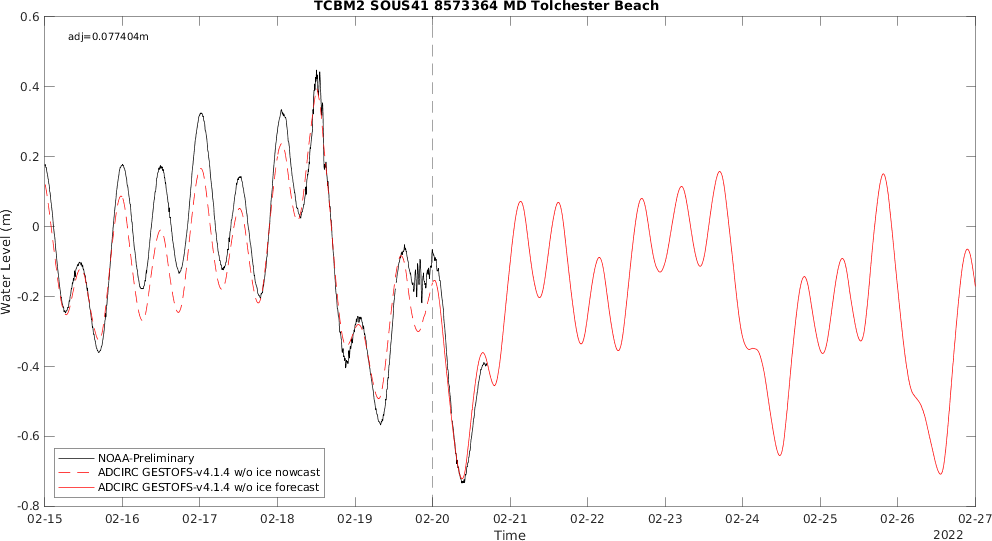 TCBM2 SOUS41 8573364 MD Tolchester Beach
adj=0.077404m
0.6
0.4
0.2
0
-0.2
-0.4
-0.6
-0.8
Water Level (m)
NOAA-Preliminary
ADCIRC GESTOFS-v4.1.4 w/o ice nowcast
ADCIRC GESTOFS-v4.1.4 w/o ice forecast
02-15 02-16 02-17 02-18 02-19 02-20 02-21 02-22 02-23 02-24 02-25 02-26 02-27
Time
2022